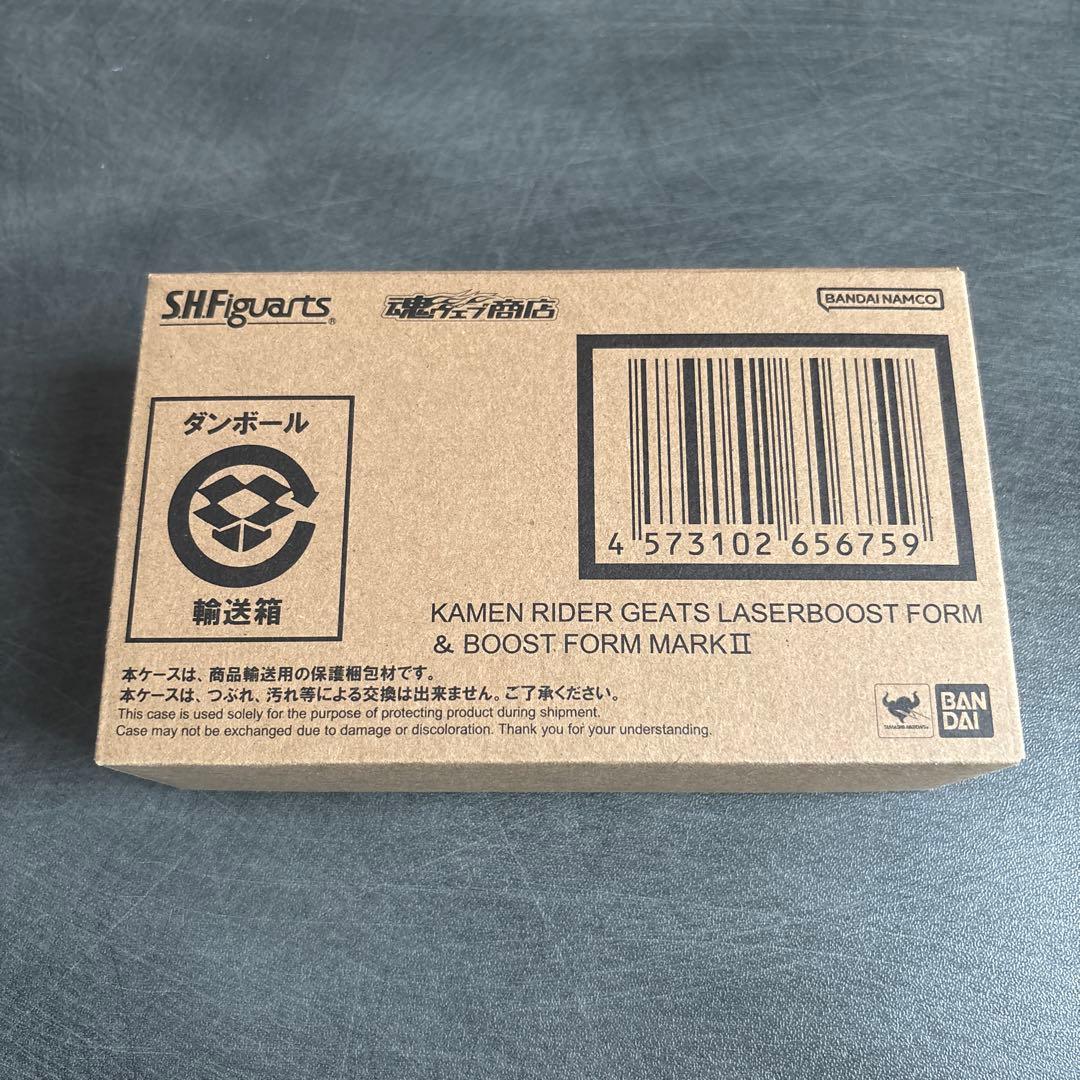 S.H.Figuarts®
魂ウェブ商店
BANDAI NAMCO
ダンボール
輸送箱
4 573102 656759
KAMEN RIDER GEATS LASERBOOST FORM
& BOOST FORM MARKⅡ
本ケースは、商品輸送用の保護梱包材です。
本ケースは、つぶれ、汚れ等による交換は出来ません。ご了承ください。
This case is used solely for the purpose of protecting product during shipment.
Case may not be exchanged due to damage or discoloration. Thank you for your understanding.
TAMASHII NATIONS
BAN
DAI